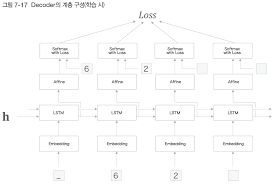 그림 7-17 Decoder의 계층 구성(학습 시)
Loss
Softmax with Loss Softmax with Loss Softmax with Loss Softmax with Loss
6 2
Affine Affine Affine Affine
h LSTM LSTM LSTM LSTM
Embedding Embedding Embedding Embedding
_ 6 2